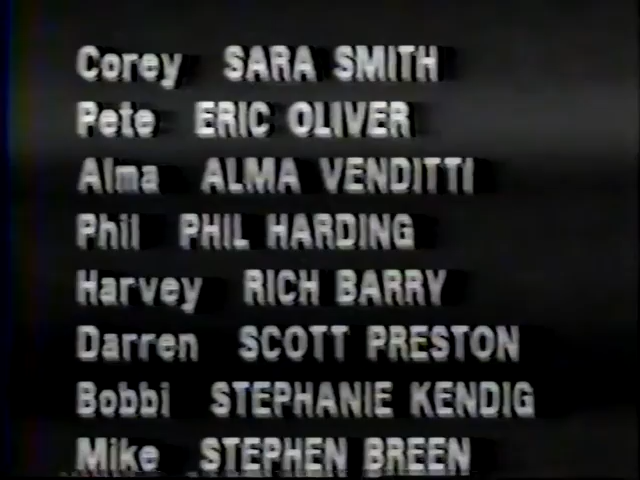 Corey SARA SMITH
Pete ERIC OLIVER
Alma ALMA VENDITTI
Phil PHIL HARDING
Harvey RICH BARRY
Darren SCOTT PRESTON
Bobbi STEPHANIE KENDIG
Mike STEPHEN BREEN